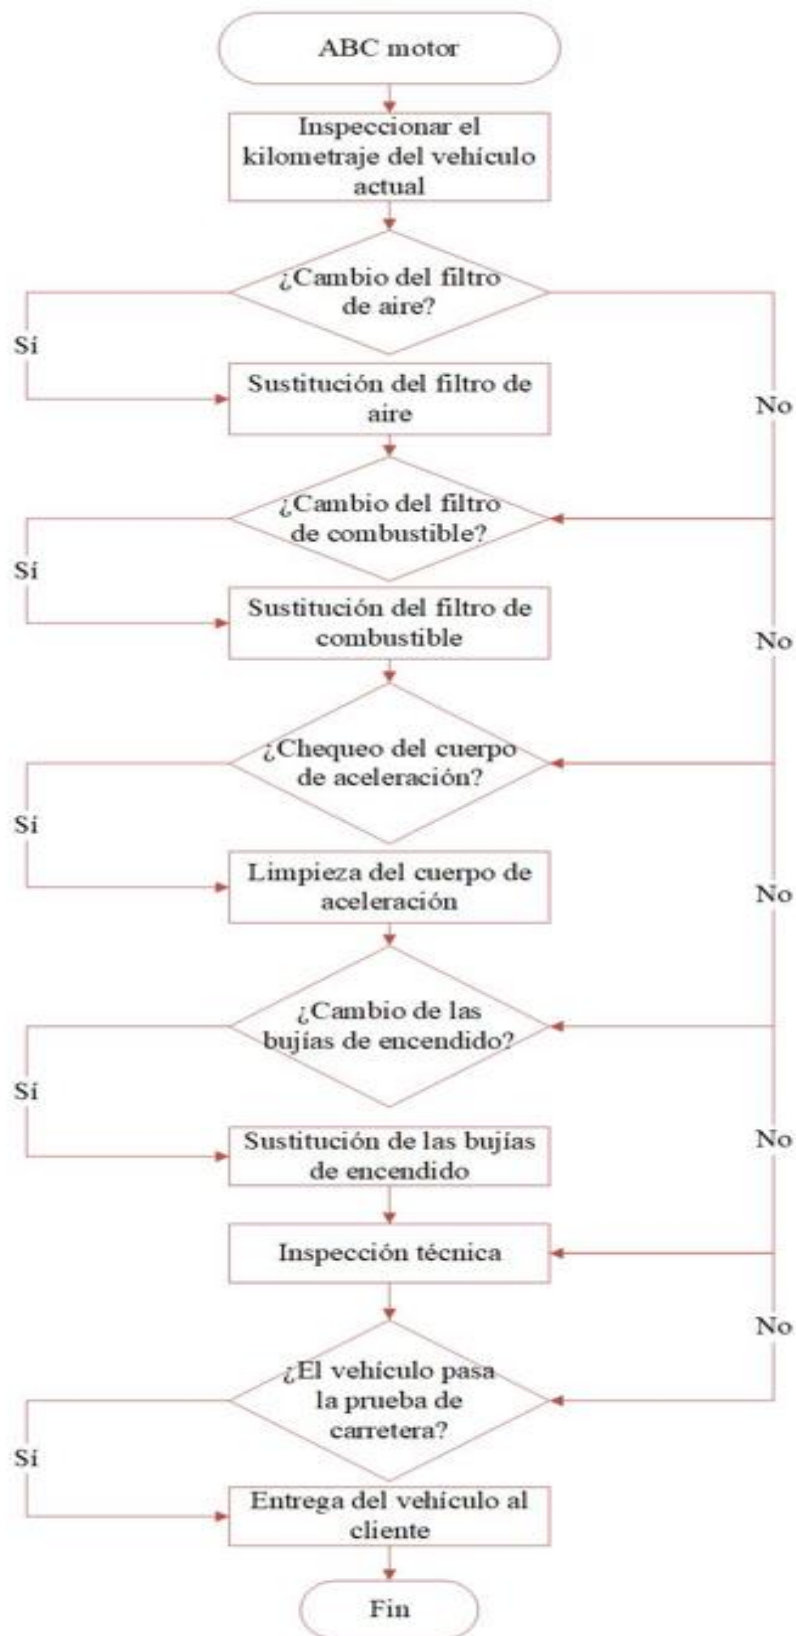 ABC motor
Inspeccionar el
kilometraje del vehículo
actual
¿Cambio del filtro
de aire?
Sí
Sustitución del filtro de
aire
No
¿Cambio del filtro
de combustible?
Sí
Sustitución del filtro de
combustible
No
¿Chequeo del cuerpo
de aceleración?
Sí
Limpieza del cuerpo de
aceleración
No
¿Cambio de las
bujías de encendido?
Sí
Sustitución de las bujías
de encendido
No
Inspección técnica
No
¿El vehículo pasa
la prueba de
carretera?
Sí
Entrega del vehículo al
cliente
Fin